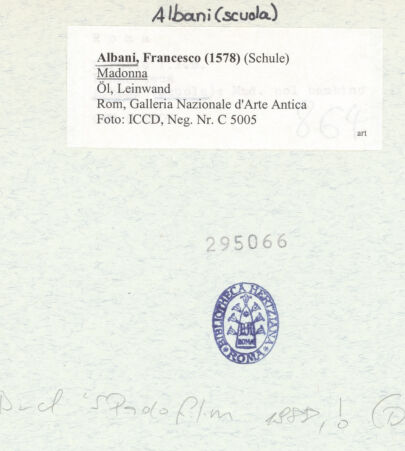 Albani (scuola)
Albani, Francesco (1578) (Schule)
Madonna
Öl, Leinwand
Rom, Galleria Nazionale d'Arte Antica
Foto: ICCD, Neg. Nr. C 5005
864
art
295066
BIBLIOTHECA HERTZIANA
ROMA
ROMA